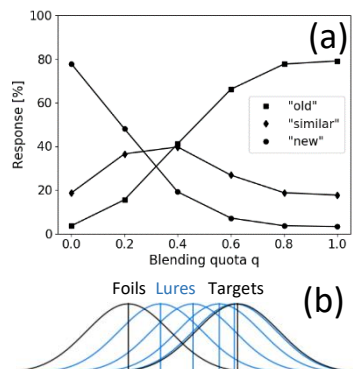 (a)
100
80
60
40
20
0
Response [%]
"old"
"similar"
"new"
0.0 0.2 0.4 0.6 0.8 1.0
Blending quota q
(b)
Foils Lures Targets